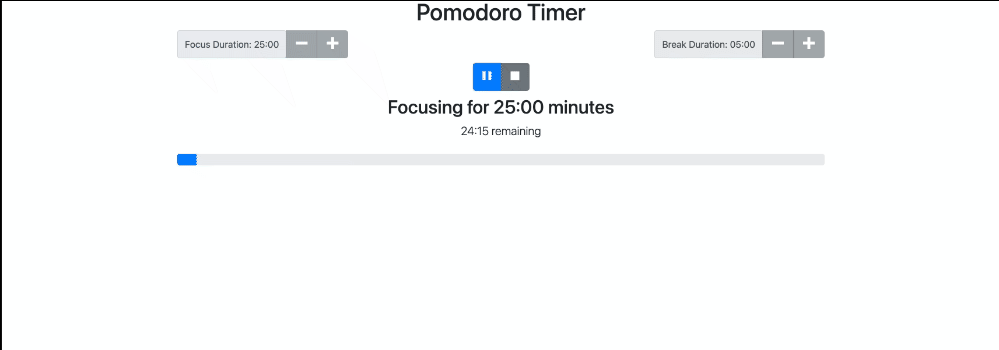 Pomodoro Timer
Focus Duration: 25:00
Break Duration: 05:00
Focusing for 25:00 minutes
24:15 remaining